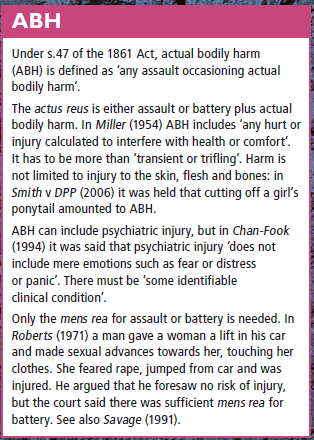 ABH
Under s.47 of the 1861 Act, actual bodily harm
(ABH) is defined as ‘any assault occasioning actual
bodily harm’.
The actus reus is either assault or battery plus actual
bodily harm. In Miller (1954) ABH includes ‘any hurt or
injury calculated to interfere with health or comfort’.
It has to be more than ‘transient or trifling’. Harm is
not limited to injury to the skin, flesh and bones: in
Smith v DPP (2006) it was held that cutting off a girl’s
ponytail amounted to ABH.
ABH can include psychiatric injury, but in Chan-Fook
(1994) it was said that psychiatric injury ‘does not
include mere emotions such as fear or distress
or panic’. There must be ‘some identifiable
clinical condition’.
Only the mens rea for assault or battery is needed. In
Roberts (1971) a man gave a woman a lift in his car
and made sexual advances towards her, touching her
clothes. She feared rape, jumped from car and was
injured. He argued that he foresaw no risk of injury,
but the court said there was sufficient mens rea for
battery. See also Savage (1991).